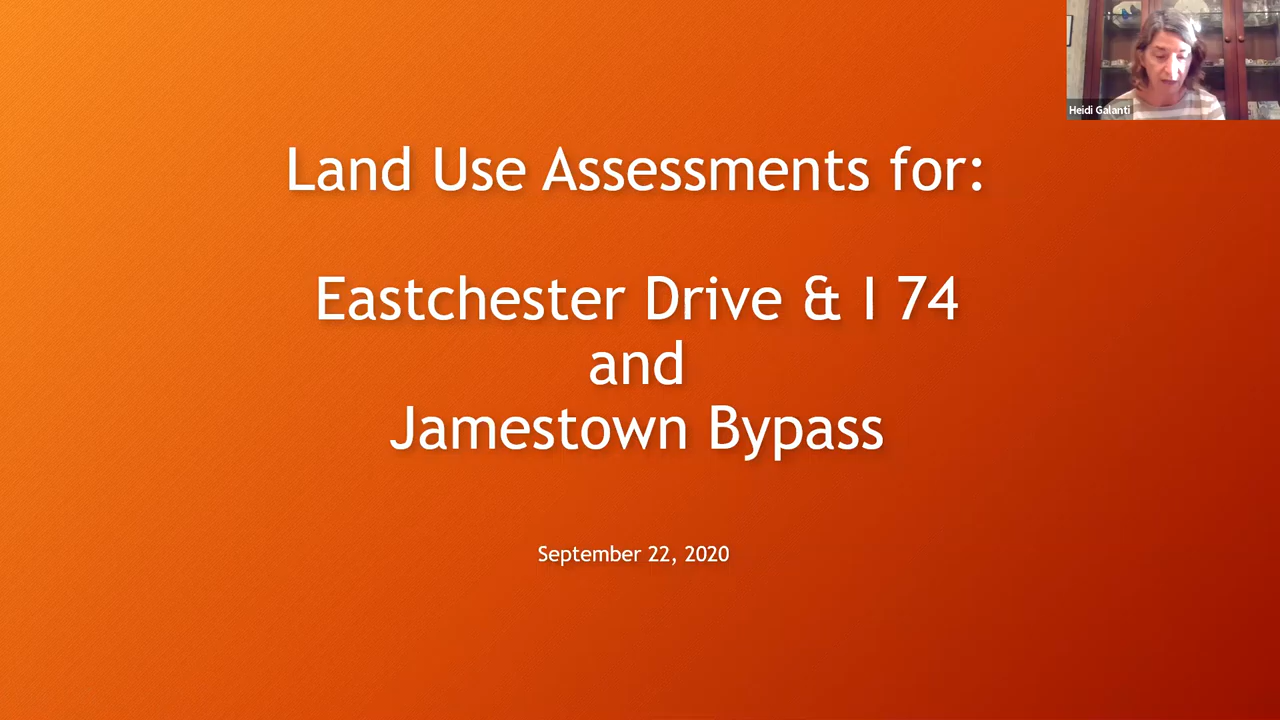 Heidi Galanti
Land Use Assessments for:
Eastchester Drive & I 74
and
Jamestown Bypass
September 22, 2020